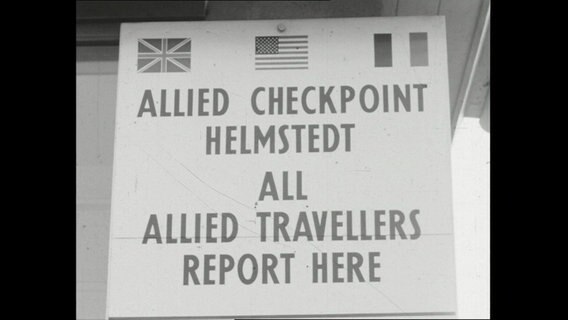 ALLIED CHECKPOINT
HELMSTEDT
ALL
ALLIED TRAVELLERS
REPORT HERE